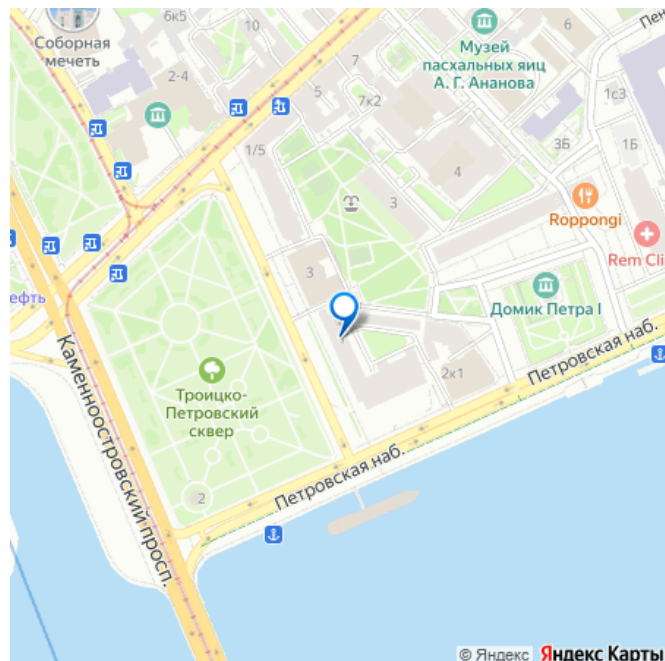 10
6к5
Соборная
мечеть
2-4
7
5
7к2
1/5
Музей
пасхальных яиц
А. Г. Ананова
6
Пен
1с3
3Б
1Б
4
3
Roppongi
Rem Cli
3
Домик Петра I
ефть
2к1
Петровская наб.
Троицко-
Петровский
сквер
Каменноостровский просп.
Петровская наб.
2
© Яндекс Яндекс Карты